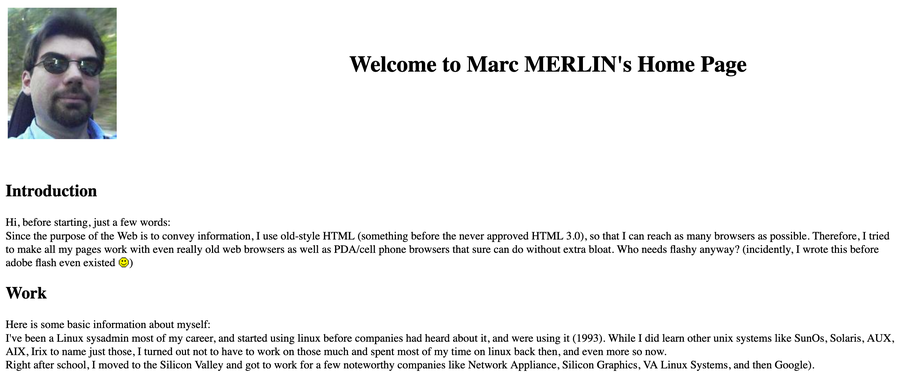 Welcome to Marc MERLIN's Home Page
Introduction
Hi, before starting, just a few words:
Since the purpose of the Web is to convey information, I use old-style HTML (something before the never approved HTML 3.0), so that I can reach as many browsers as possible. Therefore, I tried
to make all my pages work with even really old web browsers as well as PDA/cell phone browsers that sure can do without extra bloat. Who needs flashy anyway? (incidently, I wrote this before
adobe flash even existed )
Work
Here is some basic information about myself:
I've been a Linux sysadmin most of my career, and started using linux before companies had heard about it, and were using it (1993). While I did learn other unix systems like SunOs, Solaris, AUX,
AIX, Irix to name just those, I turned out not to have to work on those much and spent most of my time on linux back then, and even more so now.
Right after school, I moved to the Silicon Valley and got to work for a few noteworthy companies like Network Appliance, Silicon Graphics, VA Linux Systems, and then Google).